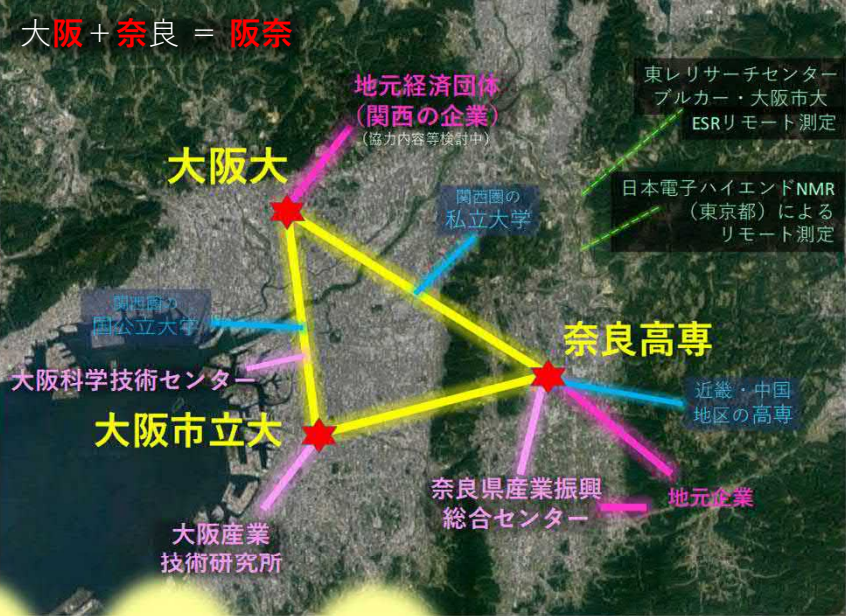 大阪＋奈良 ＝ 阪奈
地元経済団体
（関西の企業）
（協力内容等検討中）
東レリサーチセンター
ブルカー・大阪市大
ESRリモート測定
大阪大
関西圏の
私立大学
日本電子ハイエンドNMR
（東京都）による
リモート測定
関西圏の
国公立大学
奈良高専
大阪科学技術センター
近畿・中国
地区の高専
大阪市立大
奈良県産業振興
総合センター
地元企業
大阪産業
技術研究所